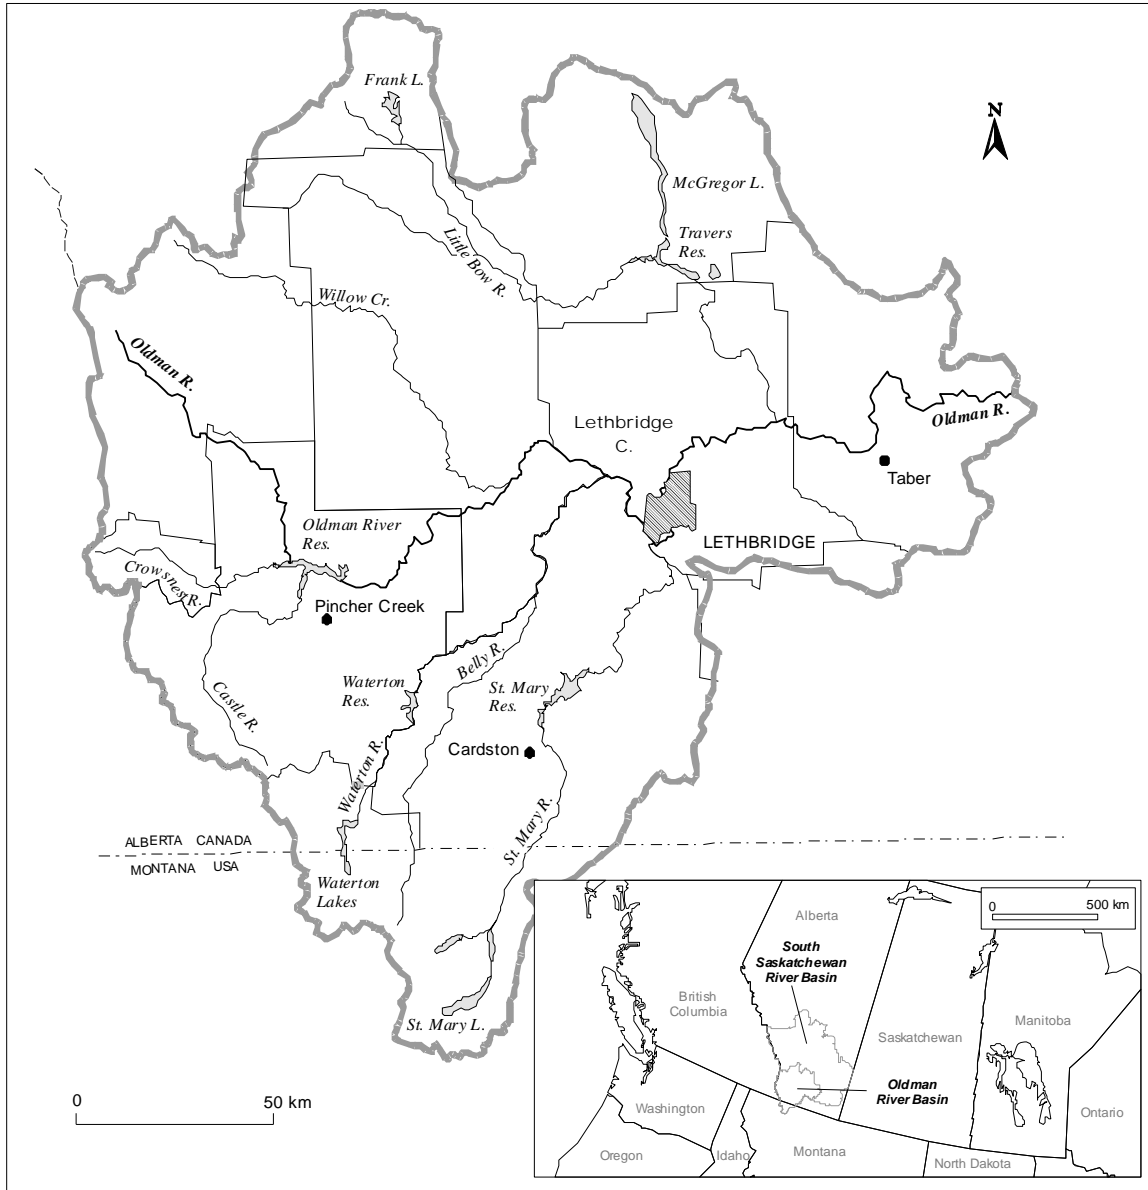 Frank L.
N
McGregor L.
Travers
Res.
Little Bow R.
Willow Cr.
Oldman R.
Oldman R.
Lethbridge
C.
Taber
Oldman River
Res.
LETHBRIDGE
Crowsnest R.
Pincher Creek
Belly R.
Waterton
Res.
St. Mary
Res.
Castle R.
Cardston
Waterton R.
St. Mary R.
ALBERTA CANADA
MONTANA USA
Waterton
Lakes
St. Mary L.
0 50 km
0 500 km
Alberta
South
Saskatchewan
River Basin
British
Columbia
Saskatchewan
Manitoba
Oldman
River Basin
Washington
Ontario
Oregon
Idaho
Montana
North Dakota